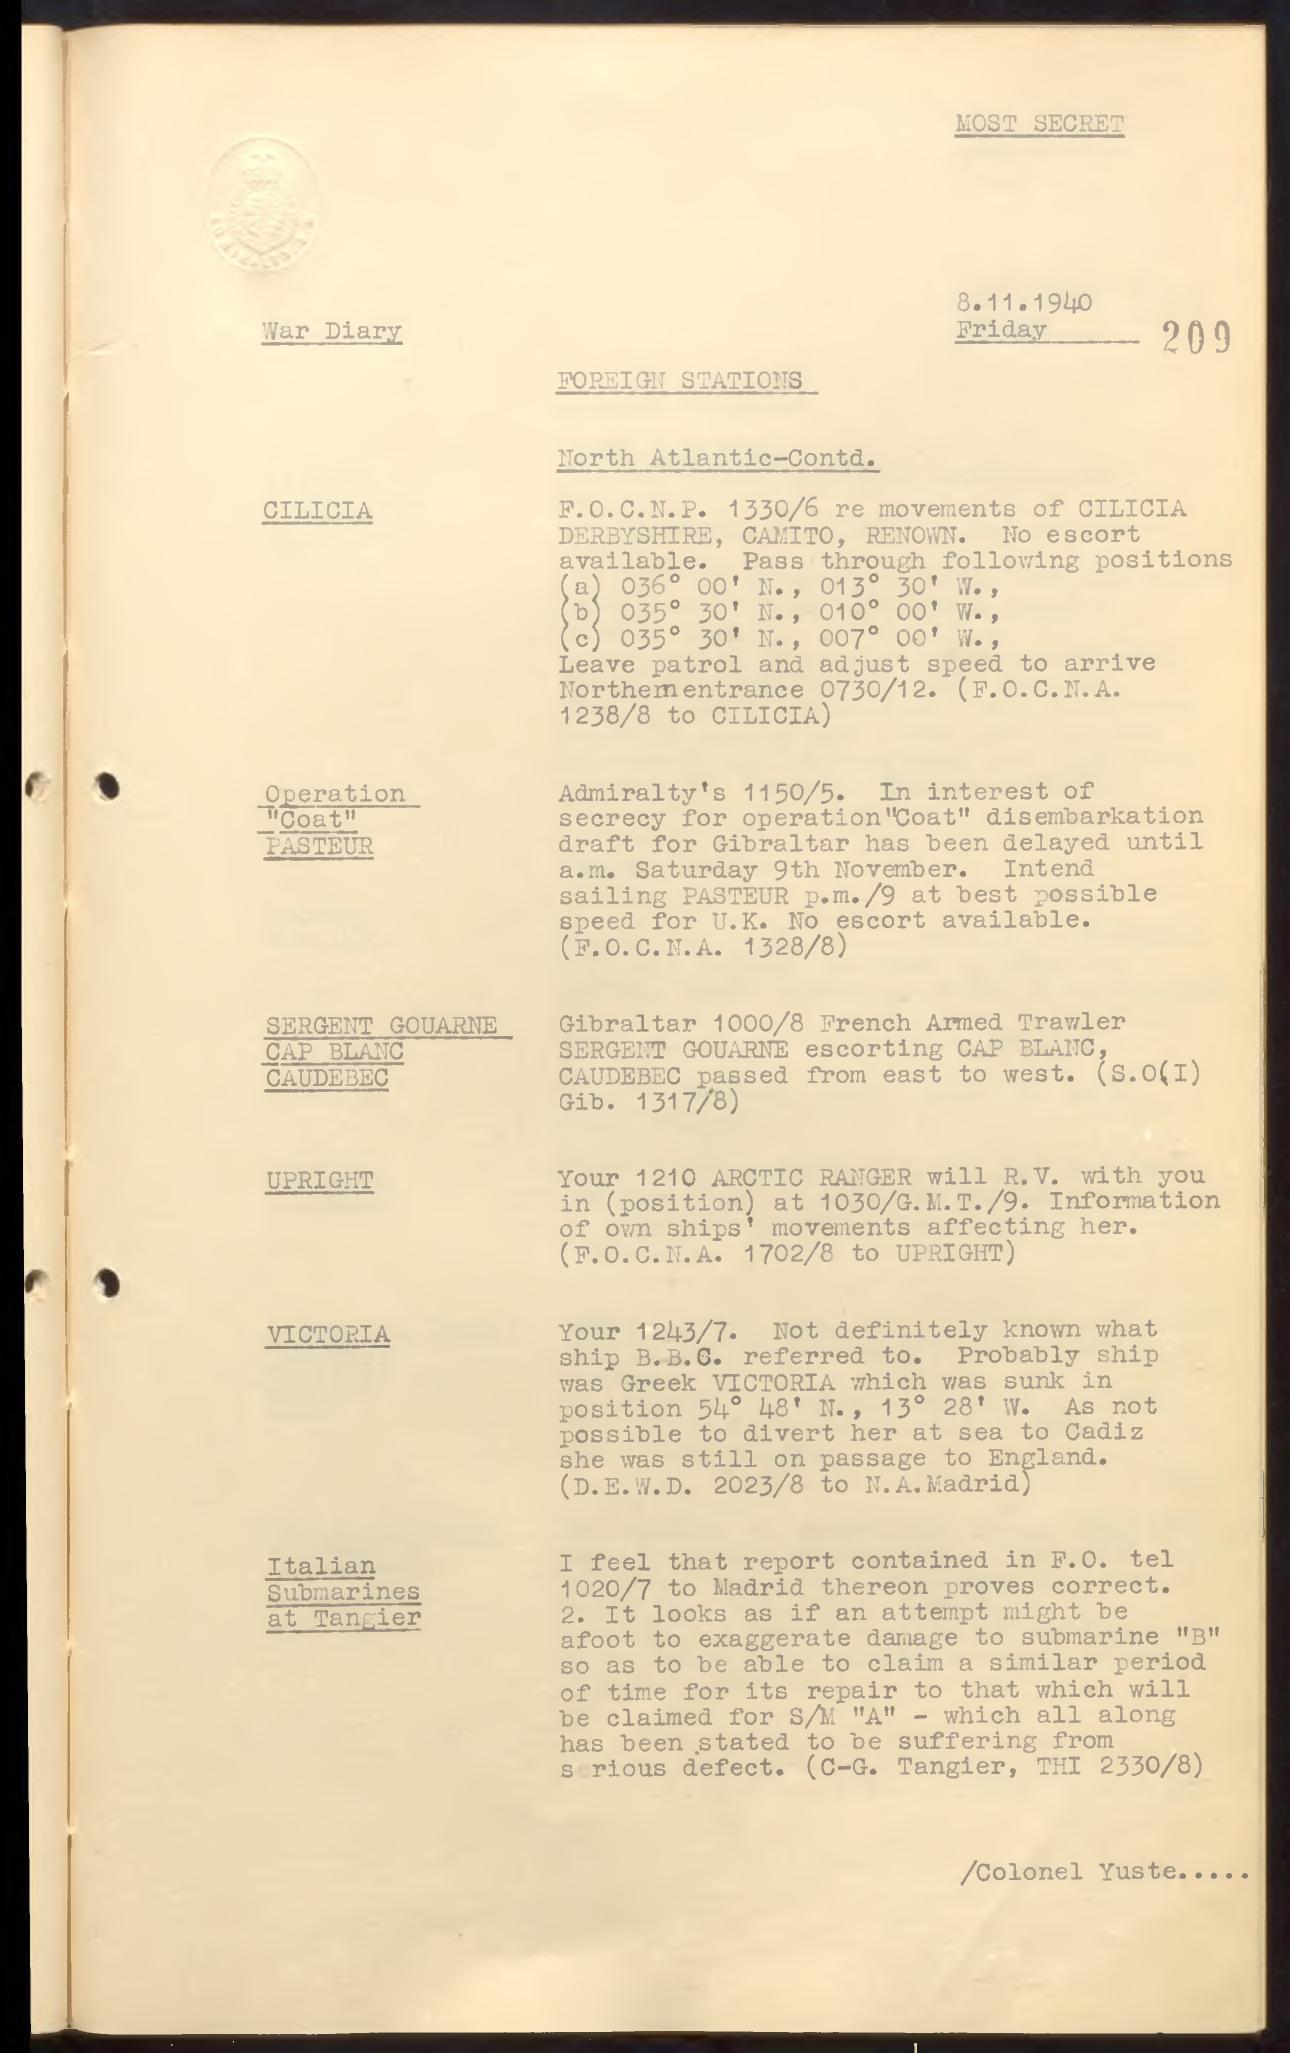 MOST SECRET
8.11.1940
War Diary
Friday
209
FOREIGN STATIONS
North Atlantic-Contd.
CILICIA
F.O.C.N.P. 1330/6 re movements of CILICIA
DERBYSHIRE, CAMITO, RENOWN. No escort
available. Pass through following positions
(a) 036° 00' N., 013° 30' W.,
(b) 035° 30' N., 010° 00' W.,
(c) 035° 30' N., 007° 00' W.,
Leave patrol and adjust speed to arrive
Northern entrance 0730/12. (F.O.C.N.A.
1238/8 to CILICIA)
Operation
"Coat"
PASTEUR
Admiralty's 1150/5. In interest of
secrecy for operation"Coat" disembarkation
draft for Gibraltar has been delayed until
a.m. Saturday 9th November. Intend
sailing PASTEUR p.m./9 at best possible
speed for U.K. No escort available.
(F.O.C.N.A. 1328/8)
SERGENT GOUARNE
CAP BLANC
CAUDEBEC
Gibraltar 1000/8 French Armed Trawler
SERGENT GOUARNE escorting CAP BLANC,
CAUDEBEC passed from east to west. (S.O(I)
Gib. 1317/8)
UPRIGHT
Your 1210 ARCTIC RANGER will R.V. with you
in (position) at 1030/G.M.T./9. Information
of own ships' movements affecting her.
(F.O.C.N.A. 1702/8 to UPRIGHT)
VICTORIA
Your 1243/7. Not definitely known what
ship B.B.C. referred to. Probably ship
was Greek VICTORIA which was sunk in
position 54° 48' N., 13° 28' W. As not
possible to divert her at sea to Cadiz
she was still on passage to England.
(D.E.W.D. 2023/8 to N.A.Madrid)
Italian
Submarines
at Tangier
I feel that report contained in F.O. tel
1020/7 to Madrid thereon proves correct.
2. It looks as if an attempt might be
afoot to exaggerate damage to submarine "B"
so as to be able to claim a similar period
of time for its repair to that which will
be claimed for S/M "A" - which all along
has been stated to be suffering from
s rious defect. (C-G. Tangier, THI 2330/8)
/Colonel Yuste.....